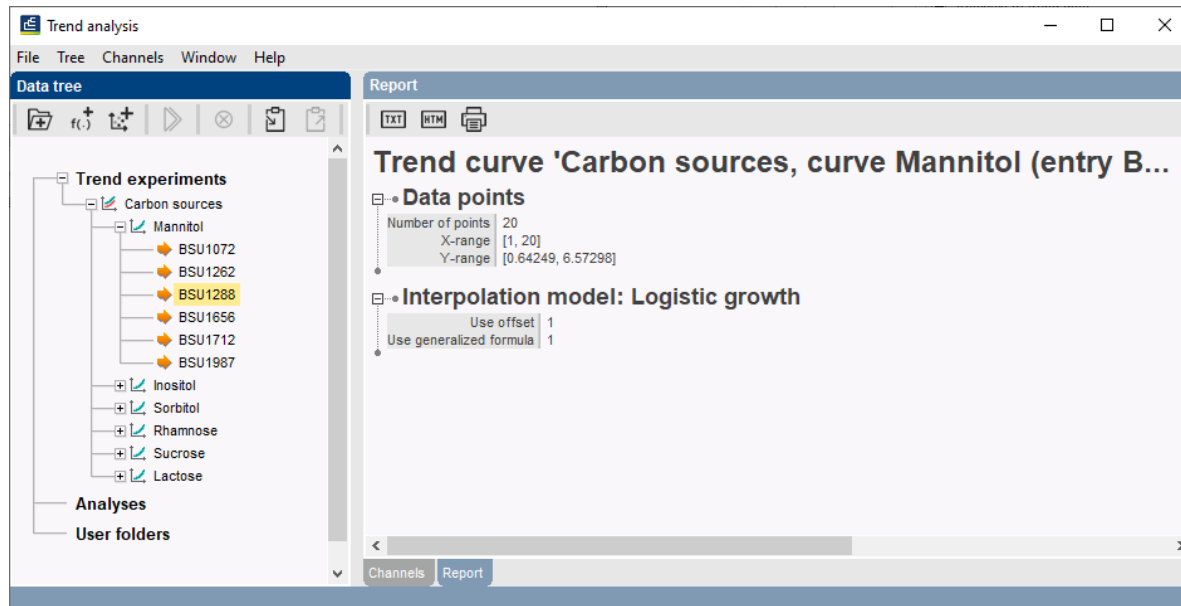 Trend analysis
File Tree Channels Window Help
Data tree
Report
f(.)
TXT HTM
Trend curve 'Carbon sources, curve Mannitol (entry B...
Data points
Number of points 20
X-range [1, 20]
Y-range [0.64249, 6.57298]
Interpolation model: Logistic growth
Use offset 1
Use generalized formula 1
Trend experiments
Carbon sources
Mannitol
BSU1072
BSU1262
BSU1288
BSU1656
BSU1712
BSU1987
Inositol
Sorbitol
Rhamnose
Sucrose
Lactose
Analyses
User folders
Channels Report